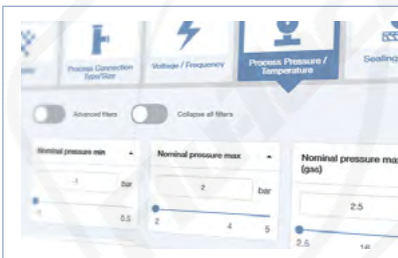 Process Connection
Type/Size
Voltage / Frequency
Process Pressure /
Temperature
Sealing
Advanced filters
Collapse all filters
Nominal pressure min
Nominal pressure max
Nominal pressure max
(gas)
-1
bar
2
bar
2.5
-1
0.5
2
4
5
2.5
16